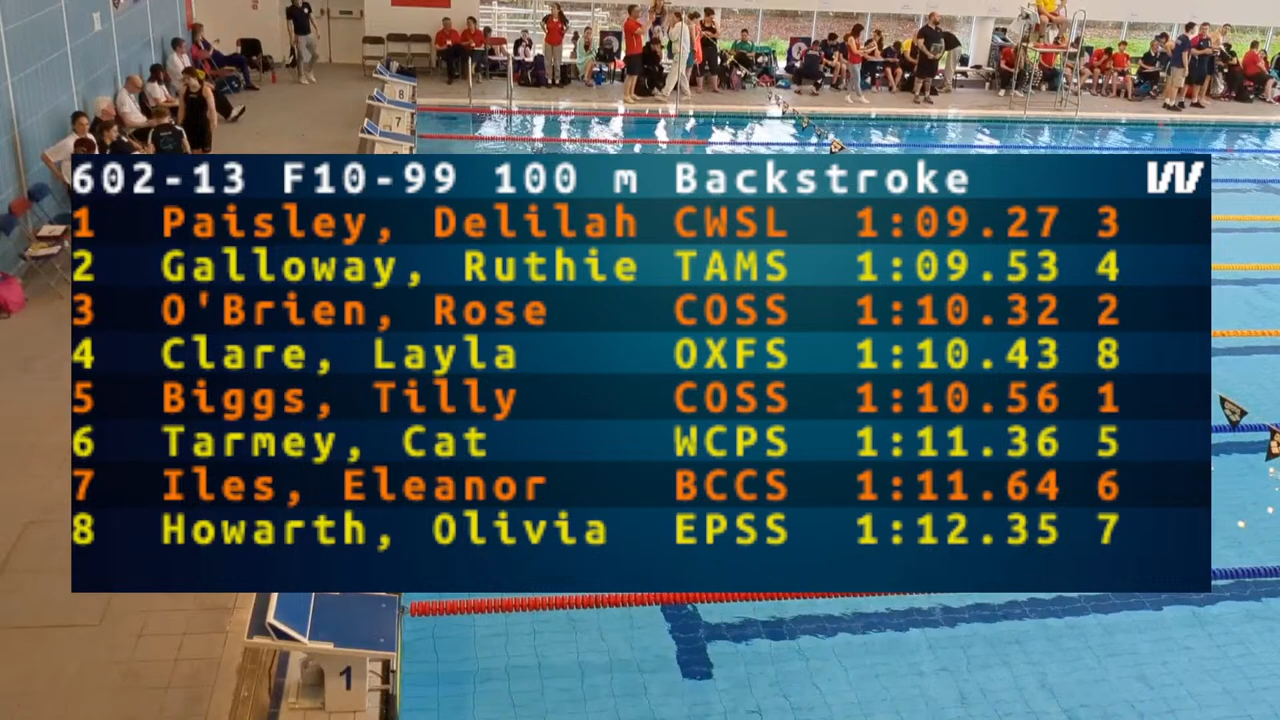 8
7
602-13 F10-99 100 m Backstroke W
1 Paisley, Delilah CWSL 1:09.27 3
2 Galloway, Ruthie TAMS 1:09.53 4
3 O'Brien, Rose COSS 1:10.32 2
4 Clare, Layla OXFS 1:10.43 8
5 Biggs, Tilly COSS 1:10.56 1
6 Tarmey, Cat WCPS 1:11.36 5
7 Iles, Eleanor BCCS 1:11.64 6
8 Howarth, Olivia EPSS 1:12.35 7
1